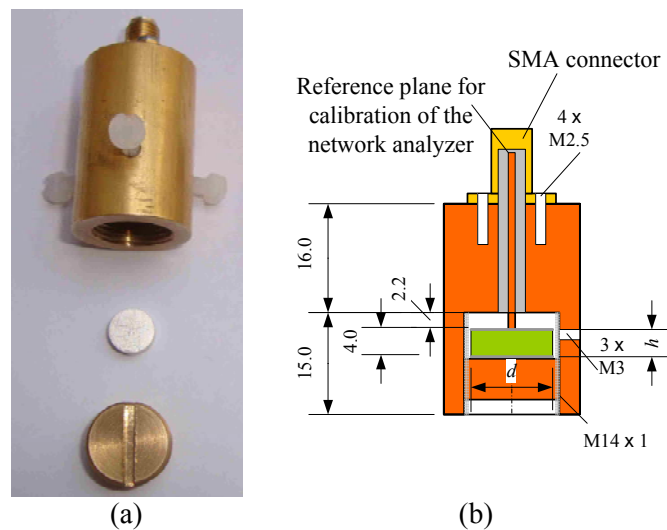 SMA connector
Reference plane for
calibration of the
network analyzer
4 x
M2.5
16.0
2.2
4.0
15.0
d
h
3 x
M3
M14 x 1
(a)
(b)